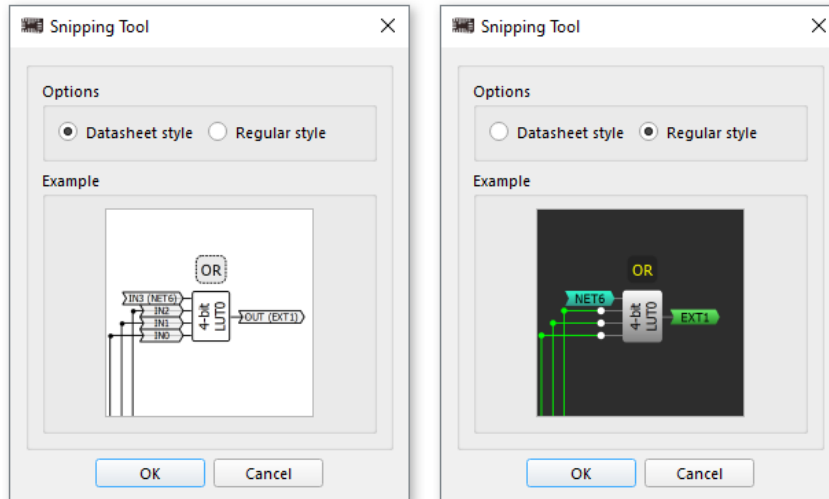 Snipping Tool
Options
Datasheet style Regular style
Example
OR
IN3 (NET6)
IN2
IN1
IN0
4-bit
LUT0
OUT (EXT1)
OK Cancel
Snipping Tool
Options
Datasheet style Regular style
Example
OR
NET6
4-bit
LUT0
EXT1
OK Cancel